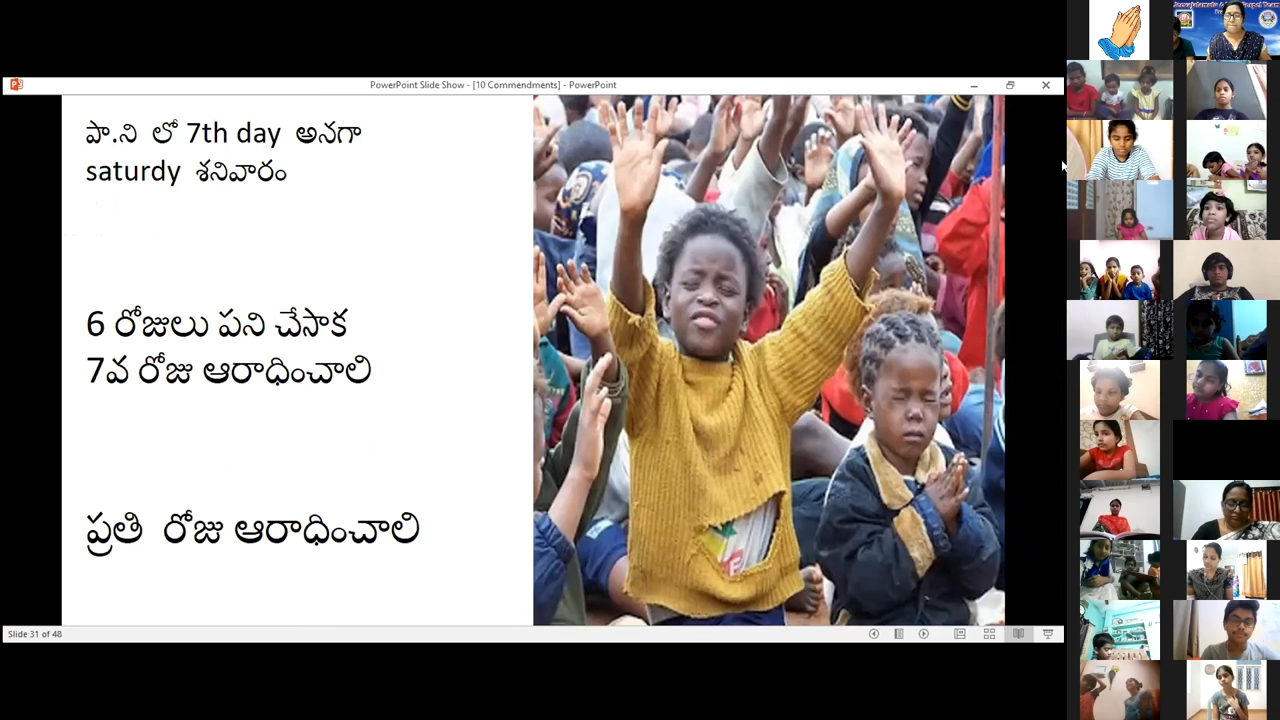 PowerPoint Slide Show - [10 Commendments] - PowerPoint
పా.ని లో 7th day అనగా
saturdy శనివారం
6 రోజులు పని చేసాక
7వ రోజు ఆరాధించాలి
ప్రతి రోజు ఆరాధించాలి
Slide 31 of 48